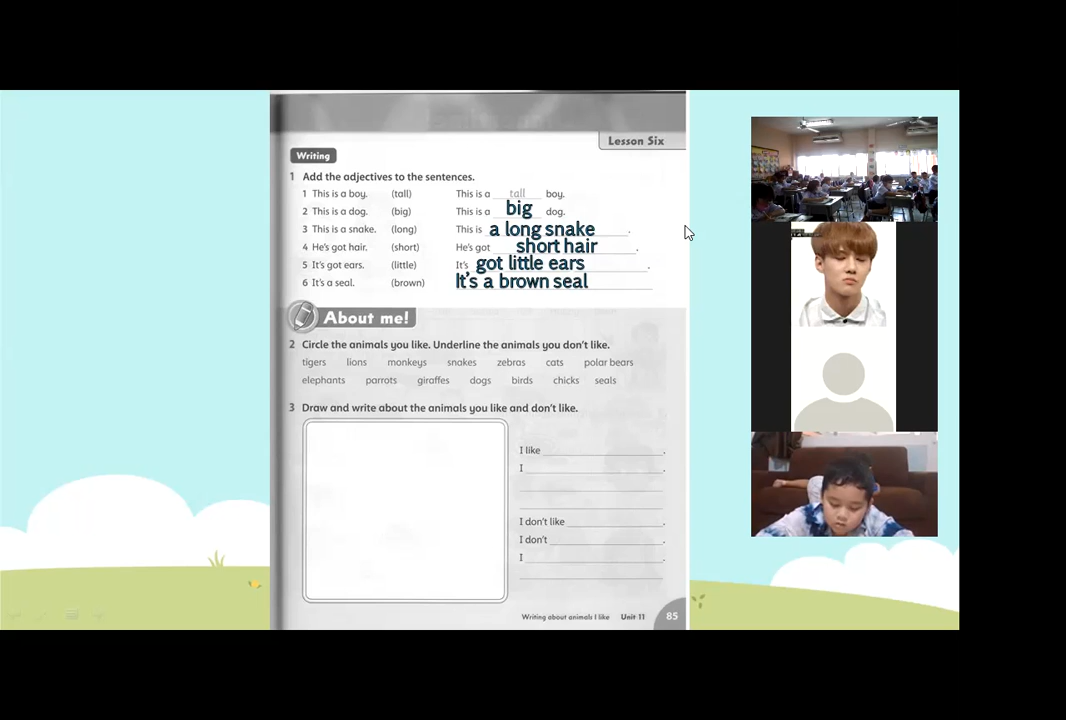 Lesson Six
Writing
1 Add the adjectives to the sentences.
1 This is a boy. (tall) This is a tall boy.
2 This is a dog. (big) This is a big dog.
3 This is a snake. (long) This is a long snake.
4 He's got hair. (short) He's got short hair.
5 It's got ears. (little) It's got little ears.
6 It's a seal. (brown) It's a brown seal
About me!
2 Circle the animals you like. Underline the animals you don't like.
tigers lions monkeys snakes zebras cats polar bears
elephants parrots giraffes dogs birds chicks seals
3 Draw and write about the animals you like and don't like.
I like .
I .
I don't like .
I don't .
I .
Writing about animals I like Unit 11 85